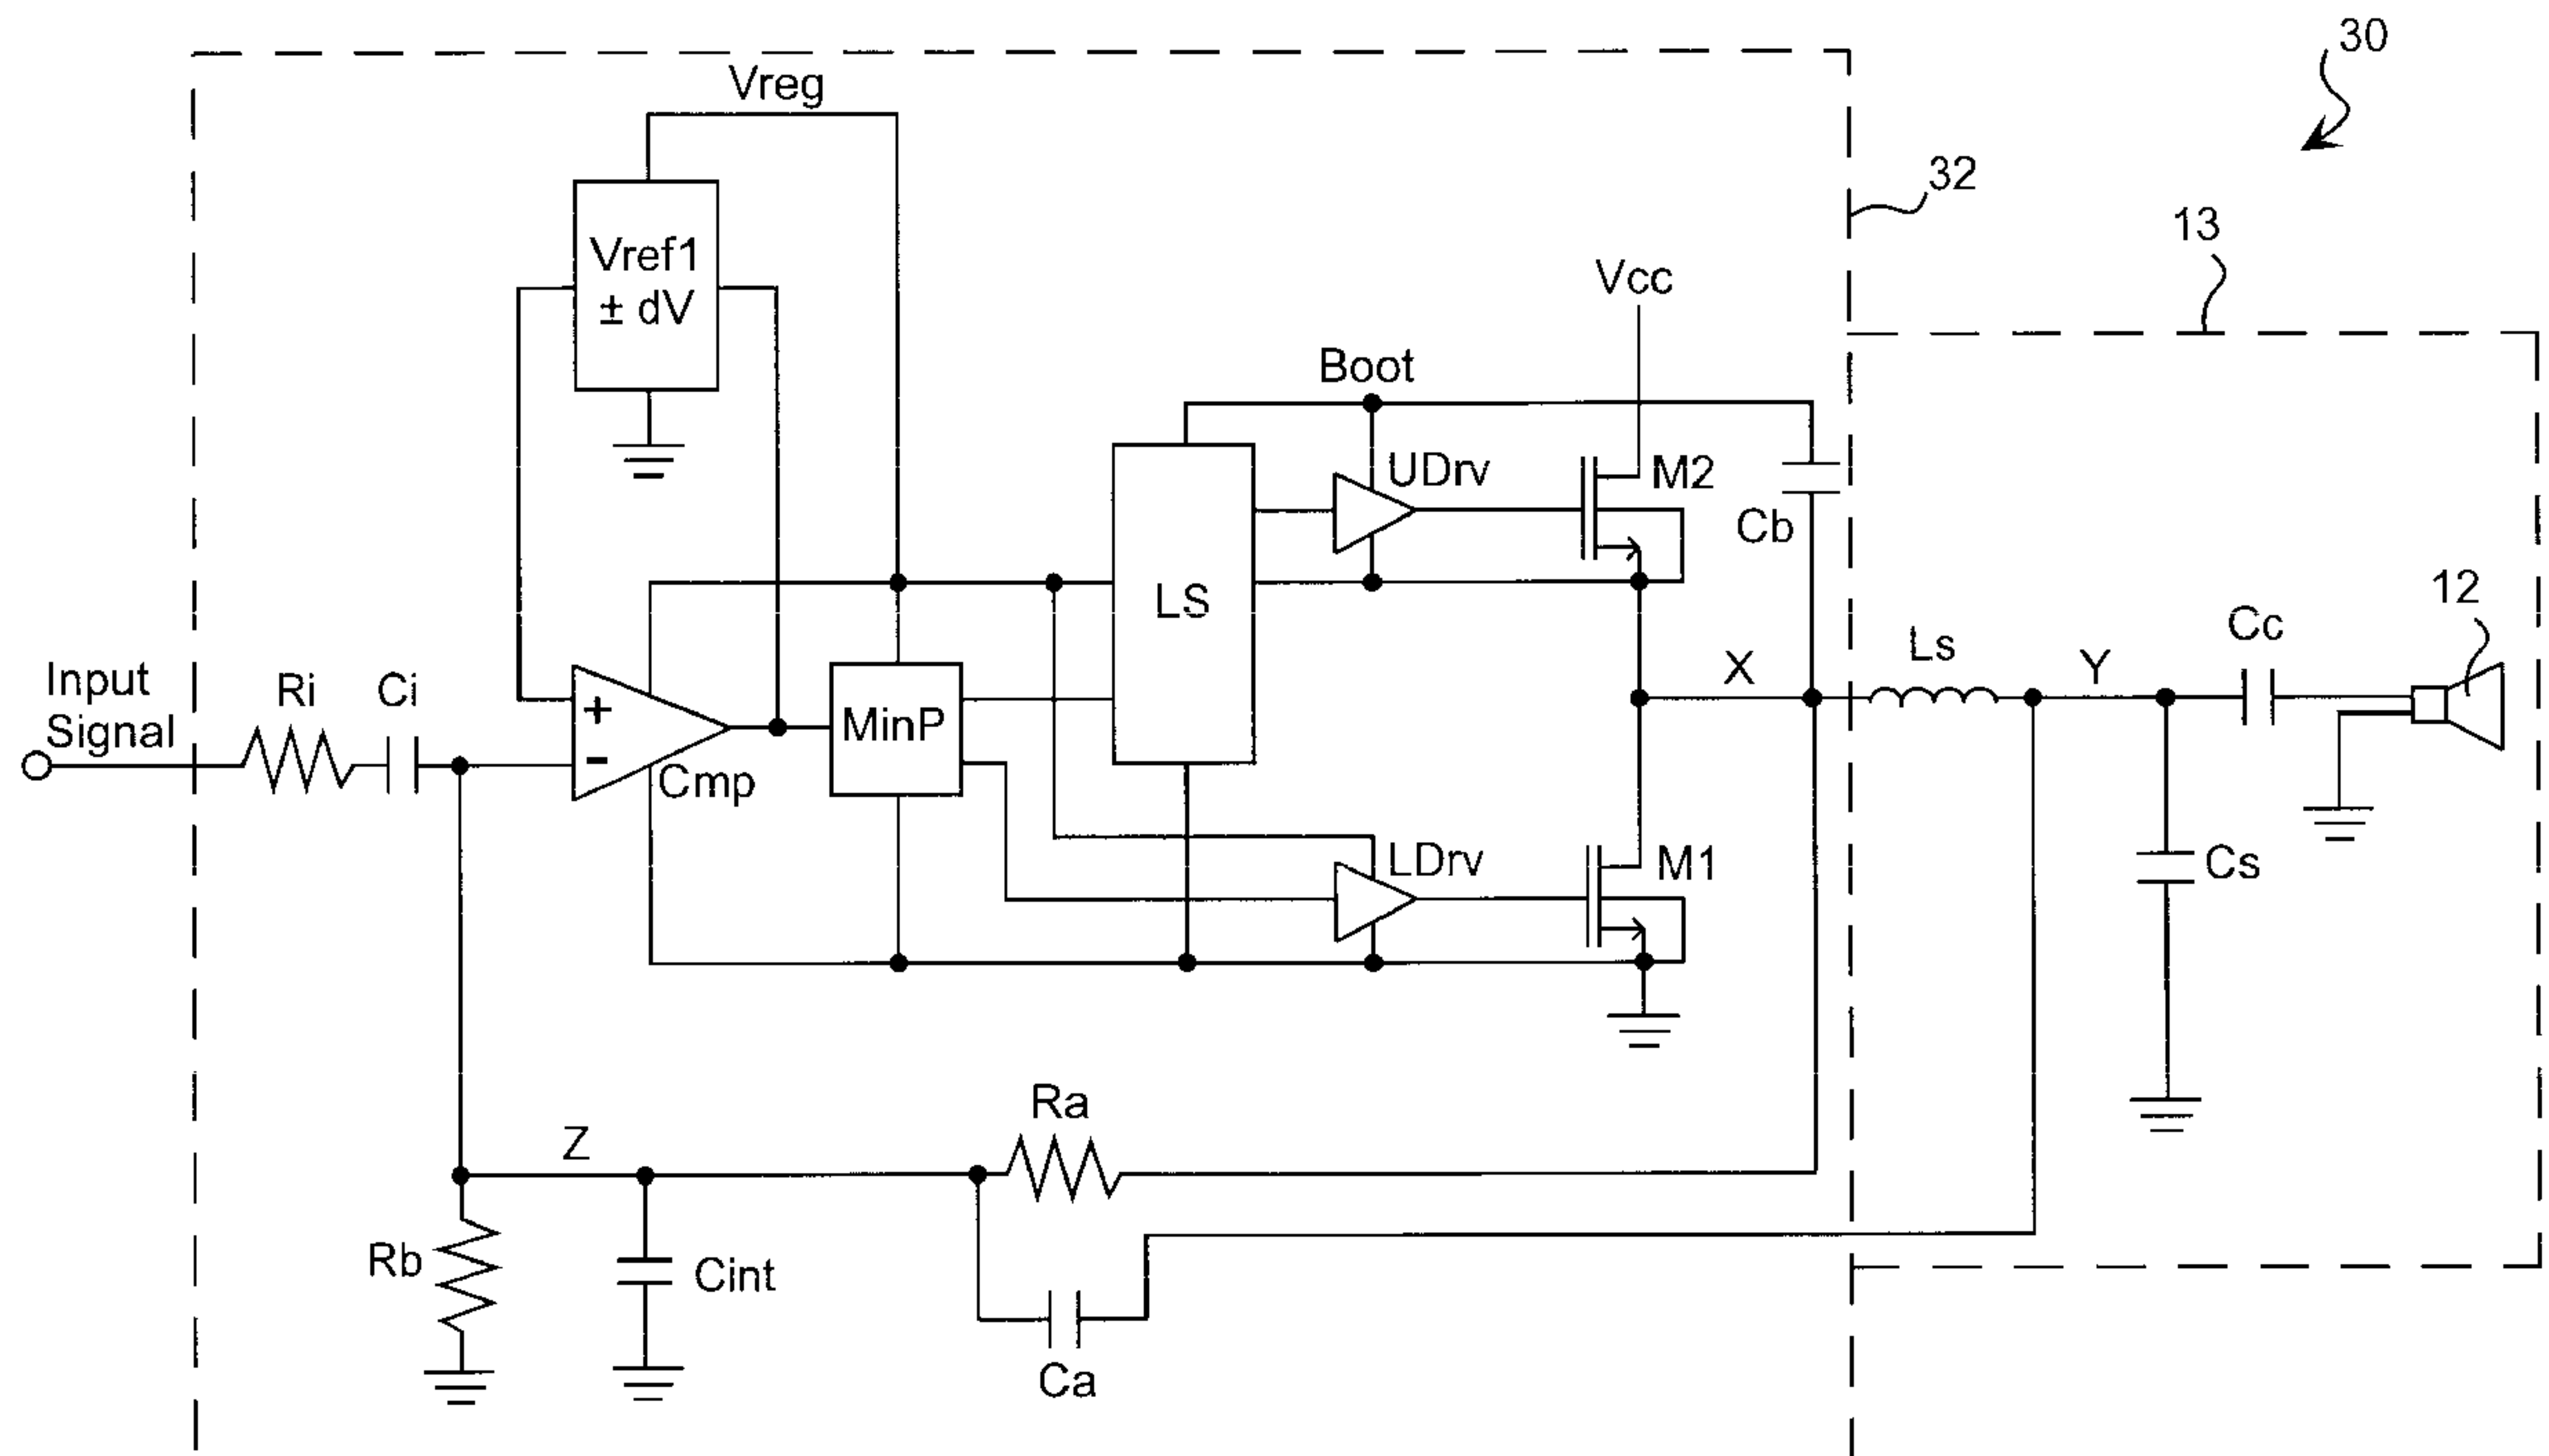 30
Vreg
32
13
Vref1
± dV
Vcc
Boot
UDrv
M2
Cb
LS
12
Cc
Ls
X
Y
Input
Signal
Ri
Ci
+
-
Cmp
MinP
LDrv
M1
Cs
Ra
Z
Rb
Cint
Ca